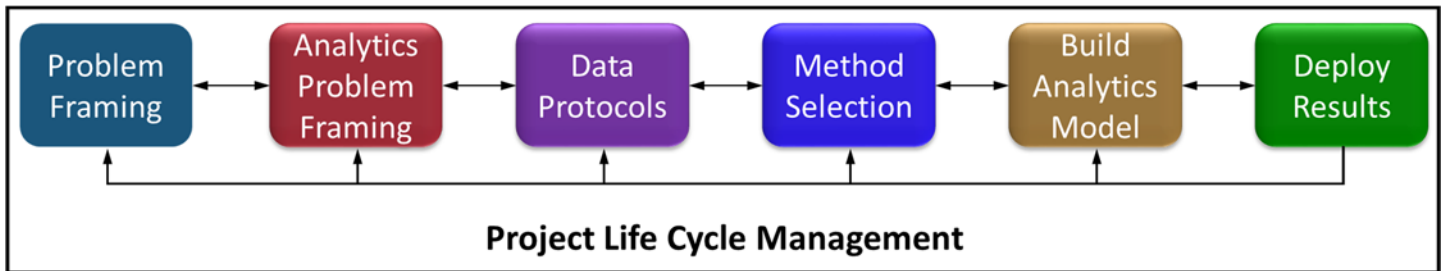 Problem
Framing
Analytics
Problem
Framing
Data
Protocols
Method
Selection
Build
Analytics
Model
Deploy
Results
Project Life Cycle Management